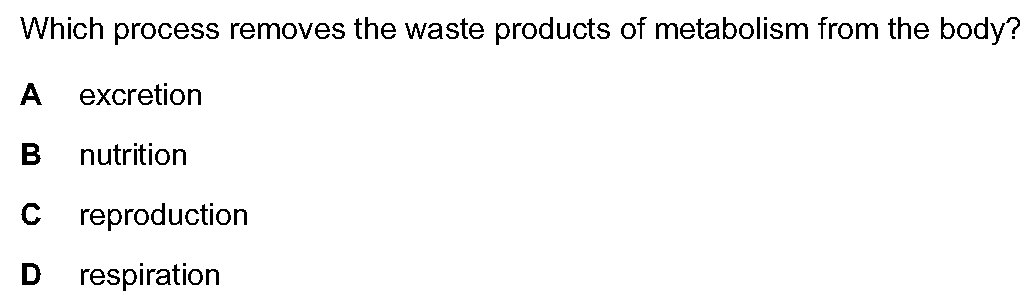 Which process removes the waste products of metabolism from the body?
A excretion
B nutrition
C reproduction
D respiration